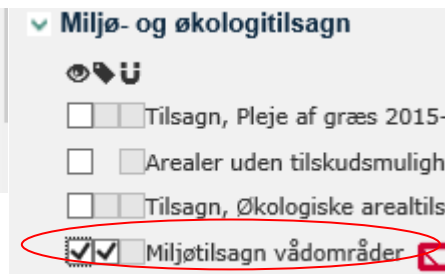 Miljø- og økologitilsagn
Tilsagn, Pleje af græs 2015-
Arealer uden tilskudsmuligh
Tilsagn, Økologiske arealtils
Miljøtilsagn vådområder